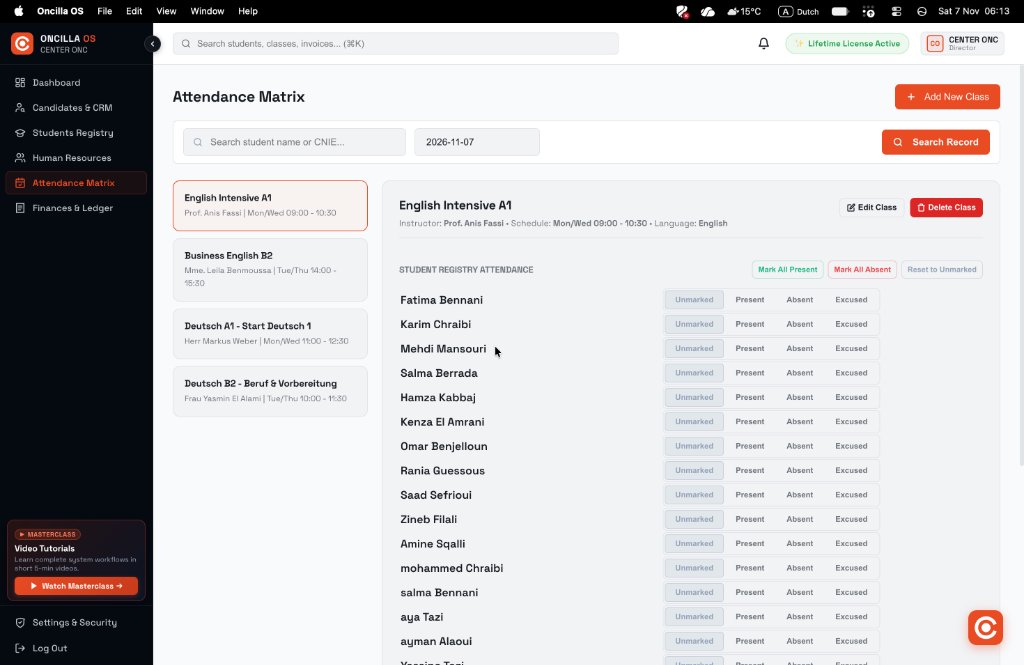 Oncilla OS File Edit View Window Help
A Dutch
15°C
Sat 7 Nov 06:13
ONCILLA OS
CENTER ONC
Search students, classes, invoices... (⌘K)
Lifetime License Active
CO
CENTER ONC
Director
Dashboard
Candidates & CRM
Students Registry
Human Resources
Attendance Matrix
Finances & Ledger
MASTERCLASS
Video Tutorials
Learn complete system workflows in
short 5-min videos.
Watch Masterclass →
Settings & Security
Log Out
Attendance Matrix
+ Add New Class
Search student name or CNIE...
2026-11-07
Search Record
English Intensive A1
Prof. Anis Fassi | Mon/Wed 09:00 - 10:30
Business English B2
Mme. Leila Benmoussa | Tue/Thu 14:00 -
15:30
Deutsch A1 - Start Deutsch 1
Herr Markus Weber | Mon/Wed 11:00 - 12:30
Deutsch B2 - Beruf & Vorbereitung
Frau Yasmin El Alami | Tue/Thu 10:00 - 11:30
English Intensive A1
Instructor: Prof. Anis Fassi • Schedule: Mon/Wed 09:00 - 10:30 • Language: English
Edit Class
Delete Class
STUDENT REGISTRY ATTENDANCE
Mark All Present
Mark All Absent
Reset to Unmarked
Fatima Bennani Unmarked Present Absent Excused
Karim Chraibi Unmarked Present Absent Excused
Mehdi Mansouri Unmarked Present Absent Excused
Salma Berrada Unmarked Present Absent Excused
Hamza Kabbaj Unmarked Present Absent Excused
Kenza El Amrani Unmarked Present Absent Excused
Omar Benjelloun Unmarked Present Absent Excused
Rania Guessous Unmarked Present Absent Excused
Saad Sefrioui Unmarked Present Absent Excused
Zineb Filali Unmarked Present Absent Excused
Amine Sqalli Unmarked Present Absent Excused
mohammed Chraibi Unmarked Present Absent Excused
salma Bennani Unmarked Present Absent Excused
aya Tazi Unmarked Present Absent Excused
ayman Alaoui Unmarked Present Absent Excused